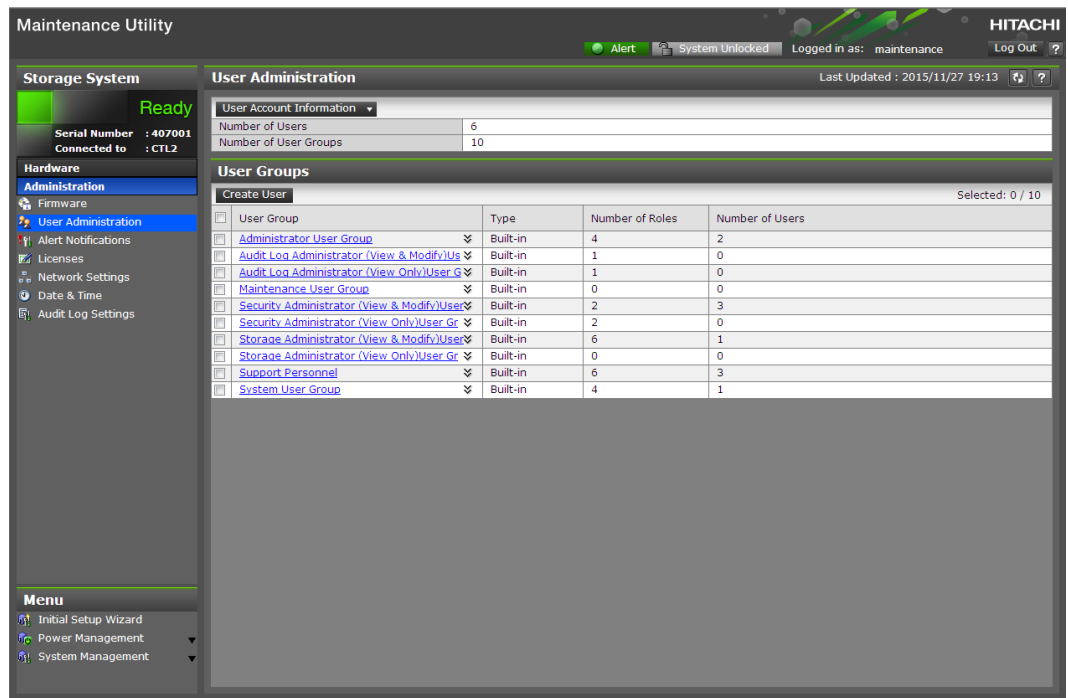 Maintenance Utility
HITACHI
Alert System Unlocked Logged in as: maintenance Log Out ?
Storage System
Ready
Serial Number : 407001
Connected to : CTL2
Hardware
Administration
Firmware
User Administration
Alert Notifications
Licenses
Network Settings
Date & Time
Audit Log Settings
Menu
Initial Setup Wizard
Power Management
System Management
User Administration Last Updated : 2015/11/27 19:13 ?
User Account Information
Number of Users 6
Number of User Groups 10
User Groups
Create User Selected: 0 / 10
User Group Type Number of Roles Number of Users
Administrator User Group Built-in 4 2
Audit Log Administrator (View & Modify)Us Built-in 1 0
Audit Log Administrator (View Only)User G Built-in 1 0
Maintenance User Group Built-in 0 0
Security Administrator (View & Modify)User Built-in 2 3
Security Administrator (View Only)User Gr Built-in 2 0
Storage Administrator (View & Modify)User Built-in 6 1
Storage Administrator (View Only)User Gr Built-in 0 0
Support Personnel Built-in 6 3
System User Group Built-in 4 1